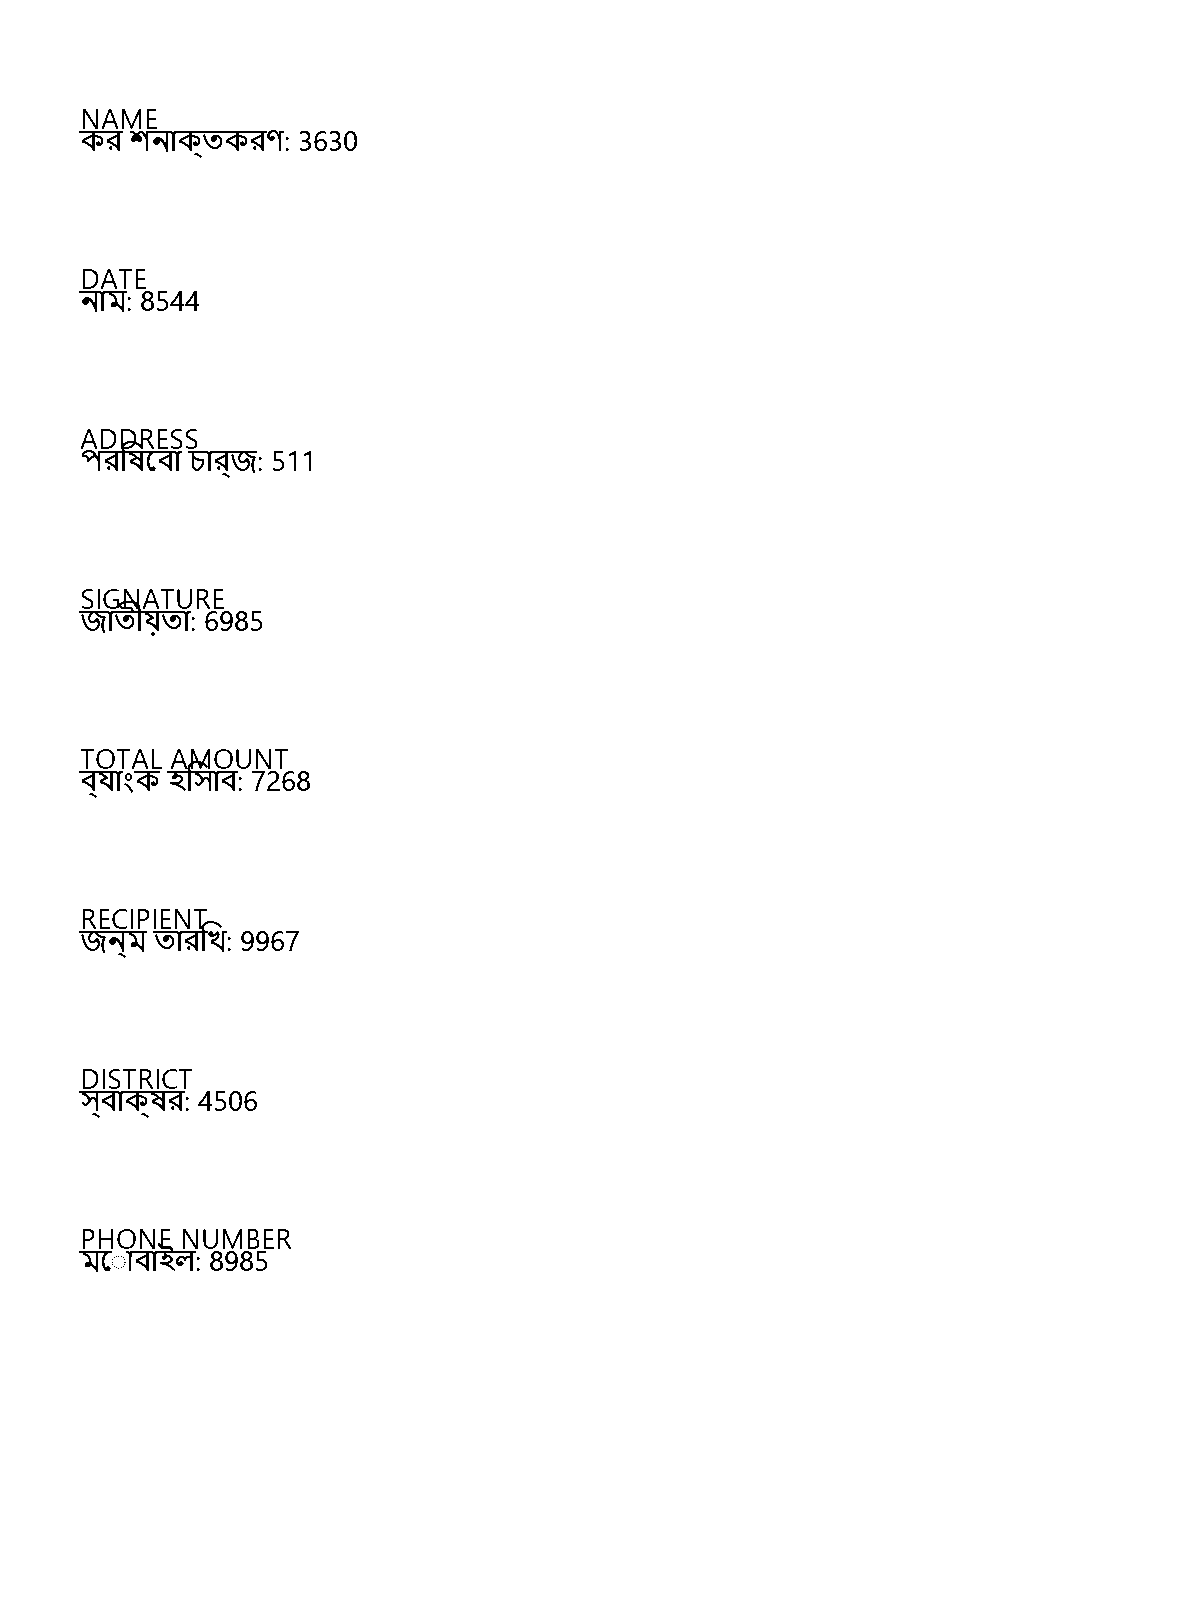 NAME
কর শনাক্তকরণ: 3630
DATE
নাম: 8544
ADDRESS
পরিষেবা চার্জ: 511
SIGNATURE
জাতীয়তা: 6985
TOTAL AMOUNT
ব্যাংক হিসাব: 7268
RECIPIENT
জন্ম তারিখ: 9967
DISTRICT
স্বাক্ষর: 4506
PHONE NUMBER
মোবাইল: 8985